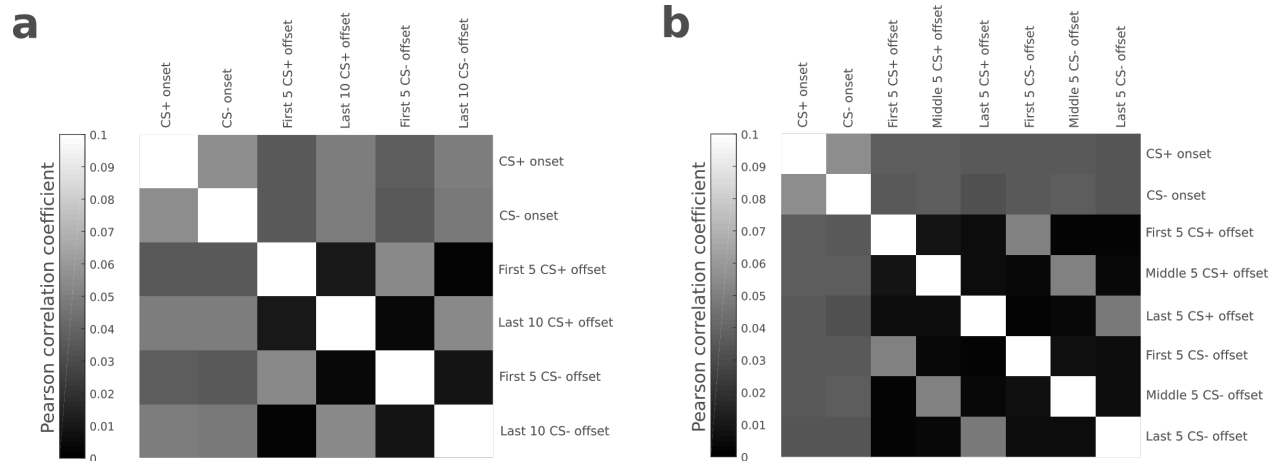 a
CS+ onset
CS- onset
First 5 CS+ offset
Last 10 CS+ offset
First 5 CS- offset
Last 10 CS- offset
Pearson correlation coefficient
0.1
0.09
0.08
0.07
0.06
0.05
0.04
0.03
0.02
0.01
0
CS+ onset
CS- onset
First 5 CS+ offset
Last 10 CS+ offset
First 5 CS- offset
Last 10 CS- offset
b
CS+ onset
CS- onset
First 5 CS+ offset
Middle 5 CS+ offset
Last 5 CS+ offset
First 5 CS- offset
Middle 5 CS- offset
Last 5 CS- offset
Pearson correlation coefficient
0.1
0.09
0.08
0.07
0.06
0.05
0.04
0.03
0.02
0.01
0
CS+ onset
CS- onset
First 5 CS+ offset
Middle 5 CS+ offset
Last 5 CS+ offset
First 5 CS- offset
Middle 5 CS- offset
Last 5 CS- offset